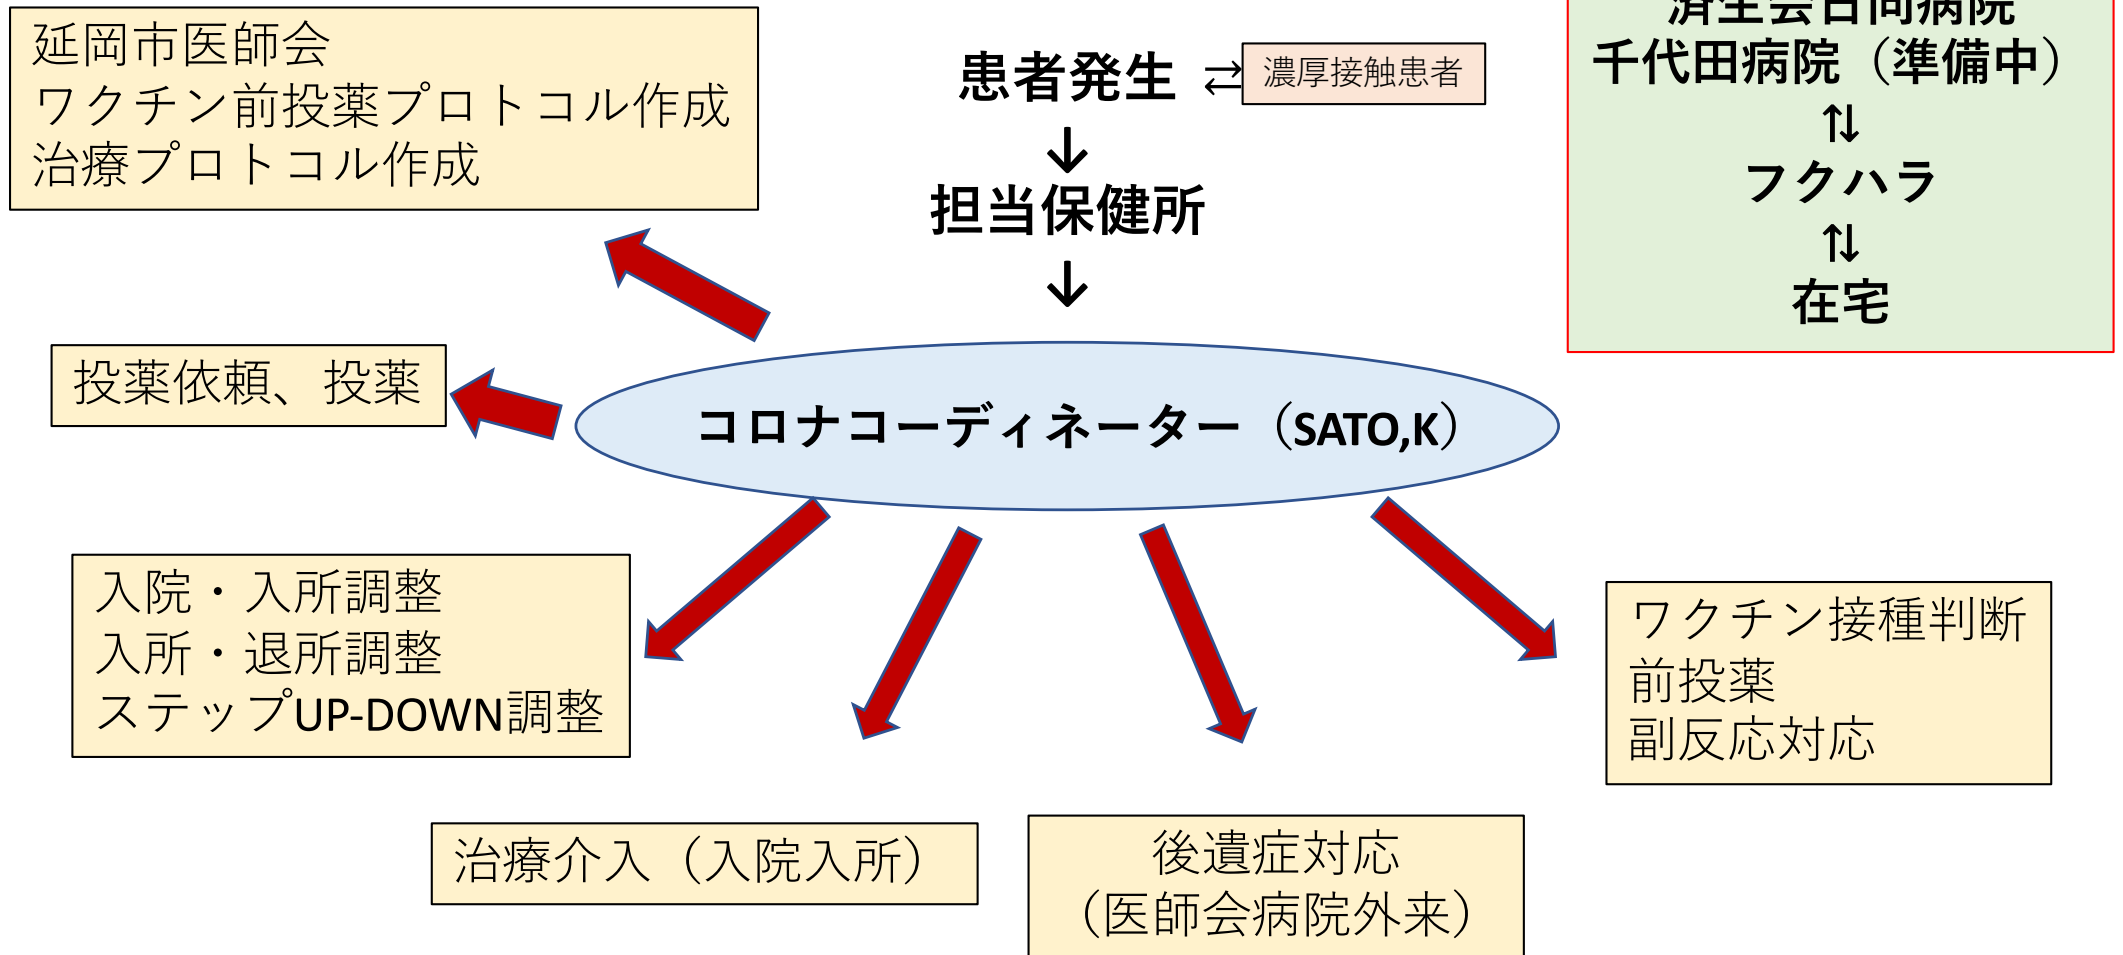 延岡市医師会
ワクチン前投薬プロトコル作成
治療プロトコル作成
患者発生 ⇄ 濃厚接触患者
↓
担当保健所
↓
済生会日向病院
千代田病院（準備中）
⇅
フクハラ
⇅
在宅
投薬依頼、投薬
コロナコーディネーター（SATO,K）
入院・入所調整
入所・退所調整
ステップUP-DOWN調整
ワクチン接種判断
前投薬
副反応対応
治療介入（入院入所）
後遺症対応
（医師会病院外来）